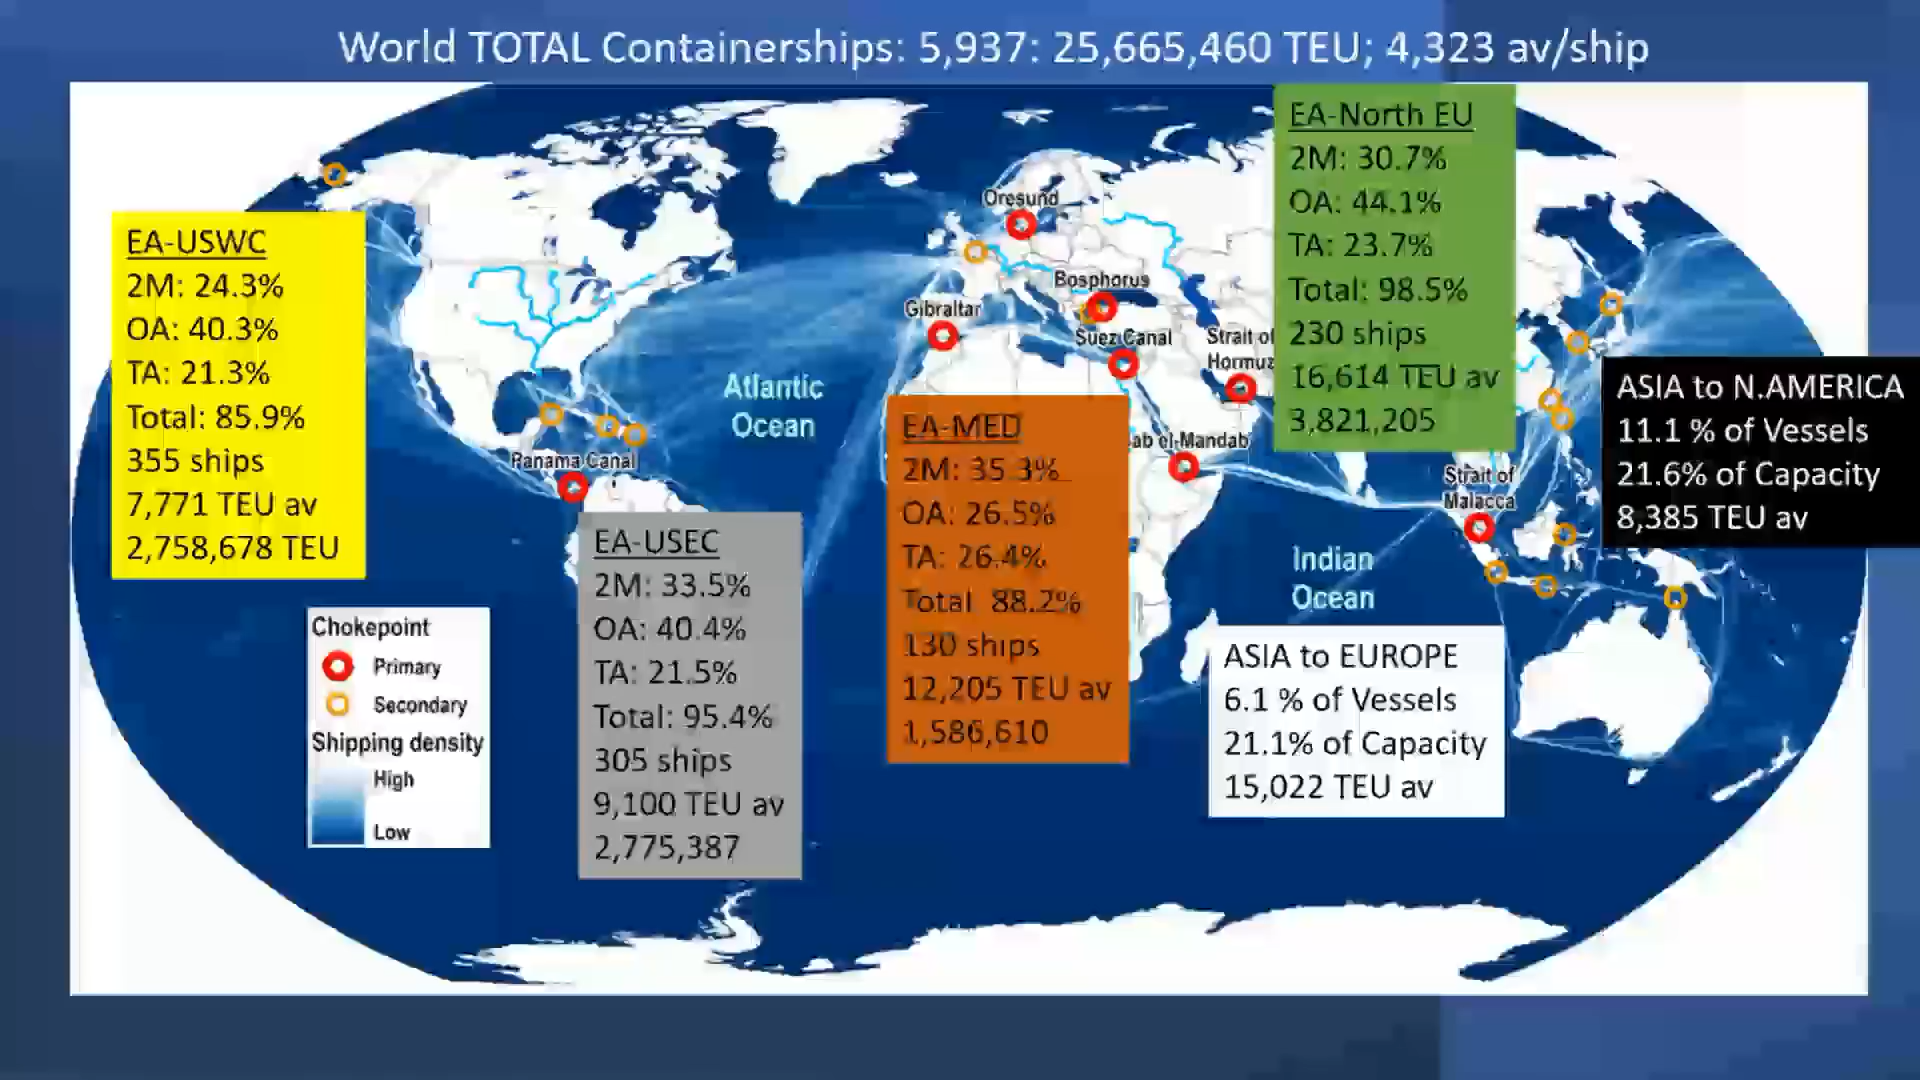 World TOTAL Containerships: 5,937: 25,665,460 TEU; 4,323 av/ship
EA-USWC
2M: 24.3%
OA: 40.3%
TA: 21.3%
Total: 85.9%
355 ships
7,771 TEU av
2,758,678 TEU
Chokepoint
Primary
Secondary
Shipping density
High
Low
Panama Canal
EA-USEC
2M: 33.5%
OA: 40.4%
TA: 21.5%
Total: 95.4%
305 ships
9,100 TEU av
2,775,387
Atlantic
Ocean
Oresund
Bosphorus
Gibraltar
Suez Canal
Strait of
Hormuz
ab el-Mandab
EA-MED
2M: 35.3%
OA: 26.5%
TA: 26.4%
Total 88.2%
130 ships
12,205 TEU av
1,586,610
EA-North EU
2M: 30.7%
OA: 44.1%
TA: 23.7%
Total: 98.5%
230 ships
16,614 TEU av
3,821,205
Strait of
Malacca
Indian
Ocean
ASIA to EUROPE
6.1 % of Vessels
21.1% of Capacity
15,022 TEU av
ASIA to N.AMERICA
11.1 % of Vessels
21.6% of Capacity
8,385 TEU av